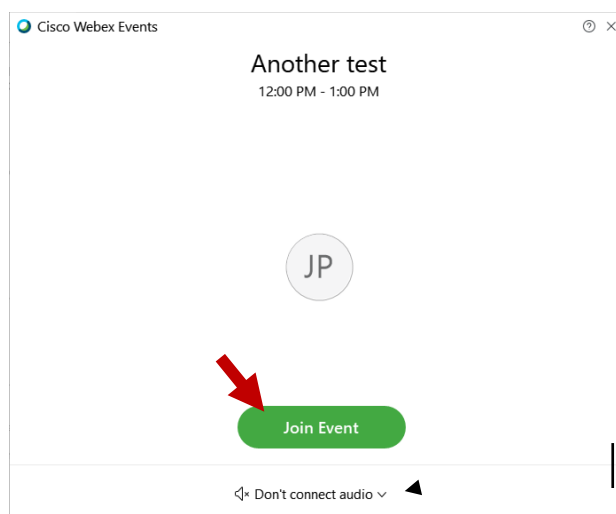 Cisco Webex Events
Another test
12:00 PM - 1:00 PM
JP
Join Event
Don't connect audio